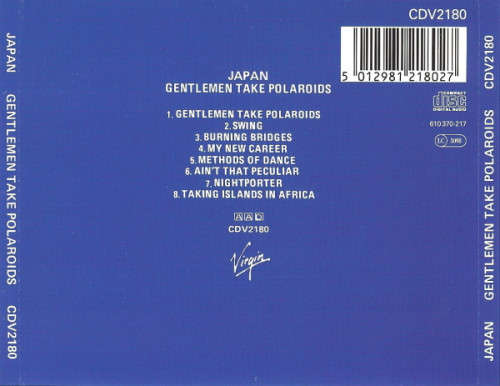 CDV2180
5 012981 218027
COMPACT
disc
DIGITAL AUDIO
610 370-217
LC 3098
JAPAN
GENTLEMEN TAKE POLAROIDS
1. GENTLEMEN TAKE POLAROIDS
2. SWING
3. BURNING BRIDGES
4. MY NEW CAREER
5. METHODS OF DANCE
6. AIN'T THAT PECULIAR
7. NIGHTPORTER
8. TAKING ISLANDS IN AFRICA
AAD
CDV2180
Virgin
JAPAN GENTLEMEN TAKE POLAROIDS CDV2180
JAPAN GENTLEMEN TAKE POLAROIDS CDV2180